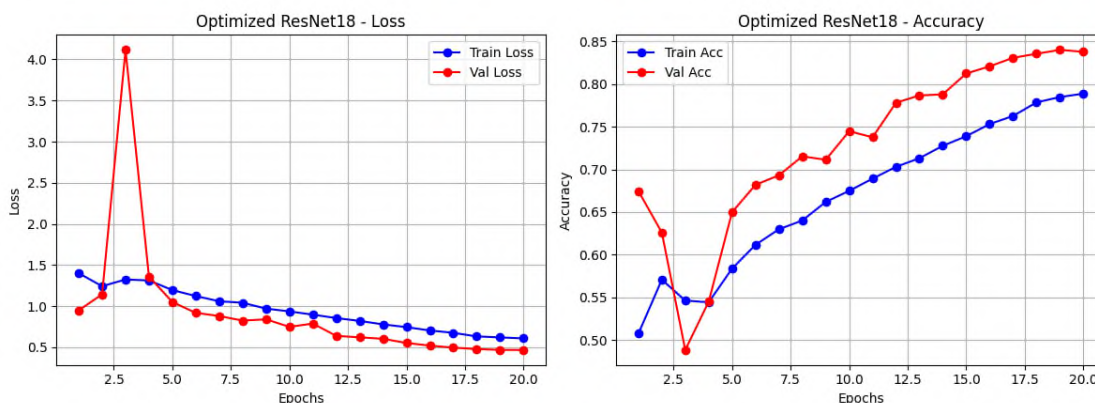 Optimized ResNet18 - Loss
Loss
4.0
3.5
3.0
2.5
2.0
1.5
1.0
0.5
Train Loss
Val Loss
2.5 5.0 7.5 10.0 12.5 15.0 17.5 20.0
Epochs
Optimized ResNet18 - Accuracy
Accuracy
0.85
0.80
0.75
0.70
0.65
0.60
0.55
0.50
Train Acc
Val Acc
2.5 5.0 7.5 10.0 12.5 15.0 17.5 20.0
Epochs